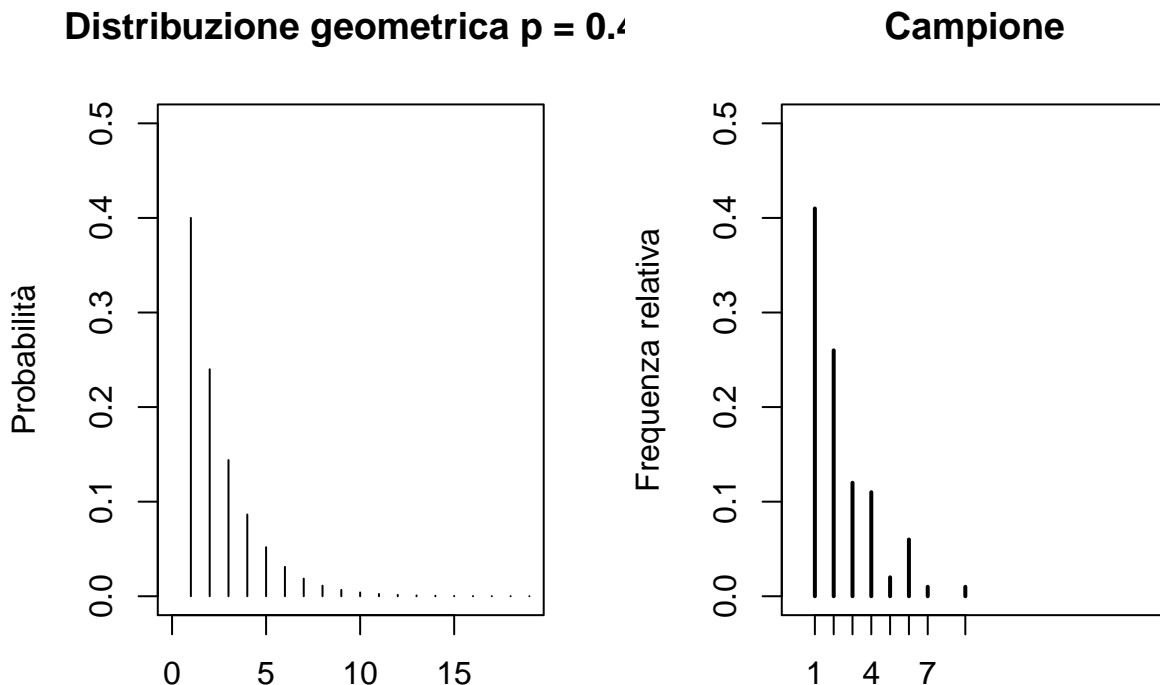 Distribuzione geometrica p = 0.4
Probabilità
0.5
0.4
0.3
0.2
0.1
0.0
0 5 10 15
Campione
Frequenza relativa
0.5
0.4
0.3
0.2
0.1
0.0
1 4 7